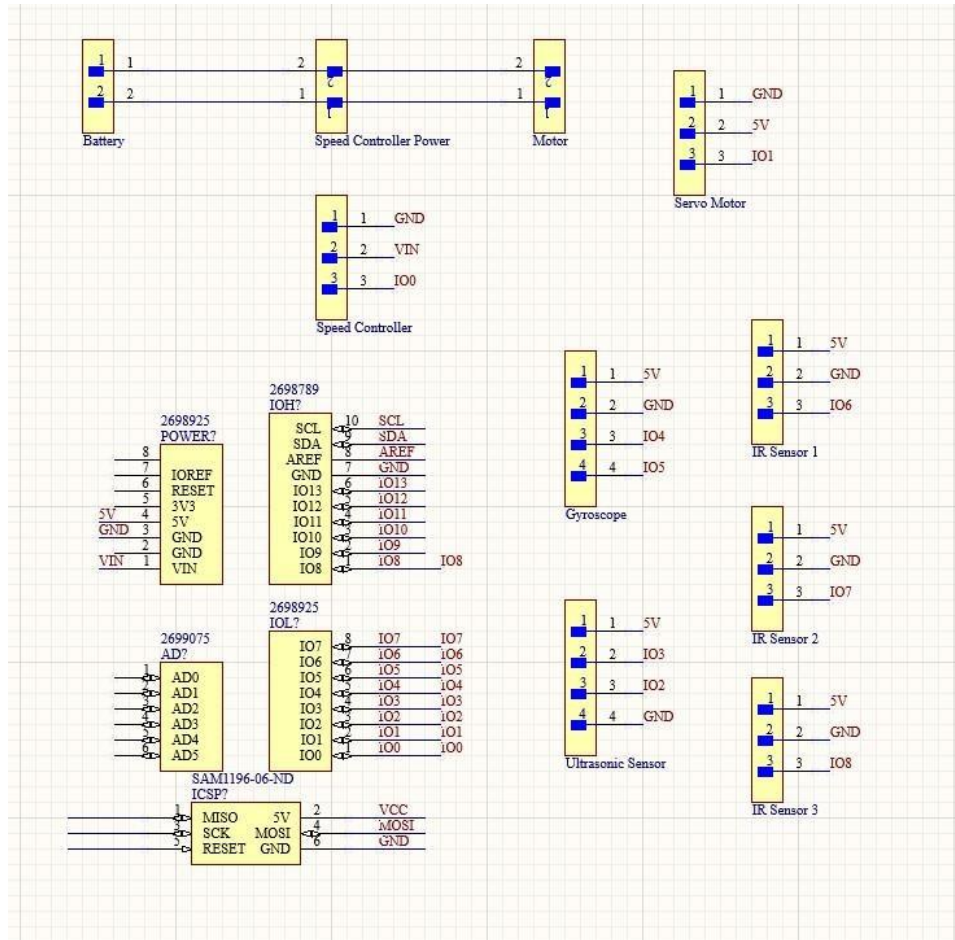 1 1 2 2 2 2
2 2 1 1 1 1
Battery
Speed Controller Power
Motor
1 1 GND
2 2 5V
3 3 IO1
Servo Motor
1 1 GND
2 2 VIN
3 3 IO0
Speed Controller
1 1 5V
2 2 GND
3 3 IO6
IR Sensor 1
1 1 5V
2 2 GND
3 3 IO4
4 4 IO5
Gyroscope
2698925
POWER?
8
7 IOREF
6 RESET
5 3V3
5V 4 5V
GND 3 GND
2 GND
VIN 1 VIN
2698789
IOH?
SCL 10 SCL
SDA 9 SDA
AREF 8 AREF
GND 7 GND
IO13 6 IO13
IO12 5 IO12
IO11 4 IO11
IO10 3 IO10
IO9 2 IO9
IO8 1 IO8 IO8
1 1 5V
2 2 GND
3 3 IO7
IR Sensor 2
2699075
AD?
1 AD0
2 AD1
3 AD2
4 AD3
5 AD4
6 AD5
2698925
IOL?
IO7 8 IO7 IO7
IO6 7 IO6 IO6
IO5 6 IO5 IO5
IO4 5 IO4 IO4
IO3 4 IO3 IO3
IO2 3 IO2 IO2
IO1 2 IO1 IO1
IO0 1 IO0 IO0
1 1 5V
2 2 IO3
3 3 IO2
4 4 GND
Ultrasonic Sensor
1 1 5V
2 2 GND
3 3 IO8
IR Sensor 3
SAM1196-06-ND
ICSP?
1 MISO 5V 2 VCC
3 SCK MOSI 4 MOSI
5 RESET GND 6 GND